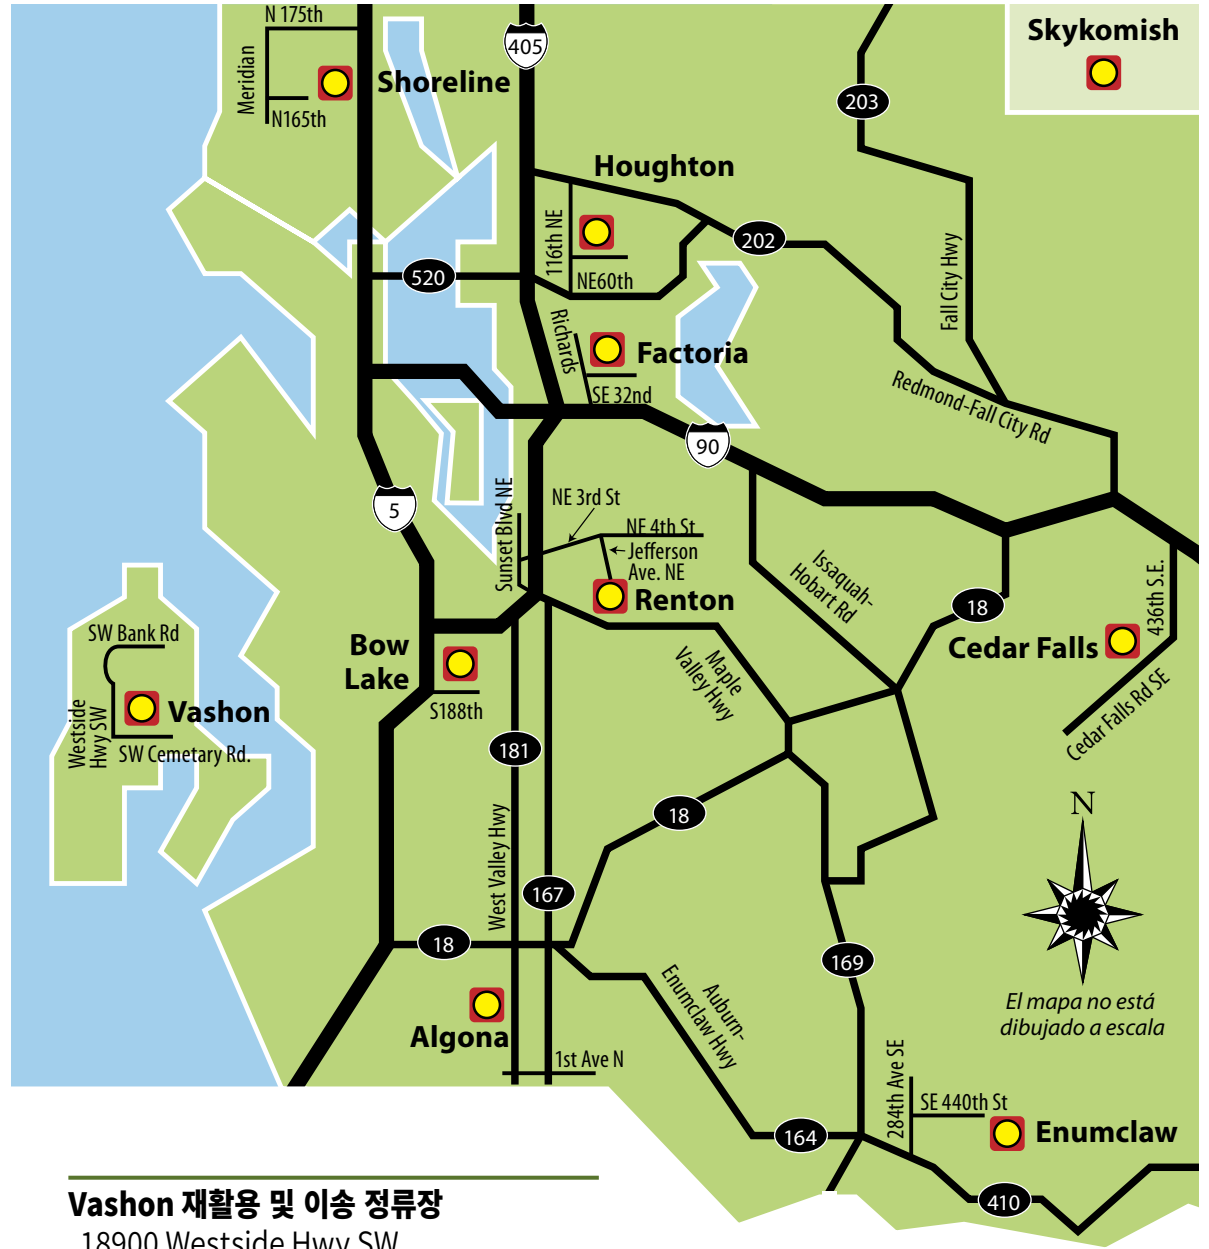 N 175th
Meridian
N165th
Shoreline
405
Skykomish
203
Houghton
116th NE
NE60th
202
520
Fall City Hwy
Richards
Factoria
SE 32nd
Redmond-Fall City Rd
90
5
Sunset Blvd NE
NE 3rd St
NE 4th St
Jefferson
Ave. NE
Renton
Issaquah-
Hobart Rd
18
436th S.E.
Cedar Falls
Cedar Falls Rd SE
SW Bank Rd
Westside
Hwy SW
Vashon
SW Cemetary Rd.
Bow
Lake
S188th
Maple
Valley Hwy
181
18
West Valley Hwy
167
18
169
N
El mapa no está
dibujado a escala
Algona
1st Ave N
Auburn-
Enumclaw Hwy
164
284th Ave SE
SE 440th St
Enumclaw
410
Vashon 재활용 및 이송 정류장
18900 Westside Hwy SW